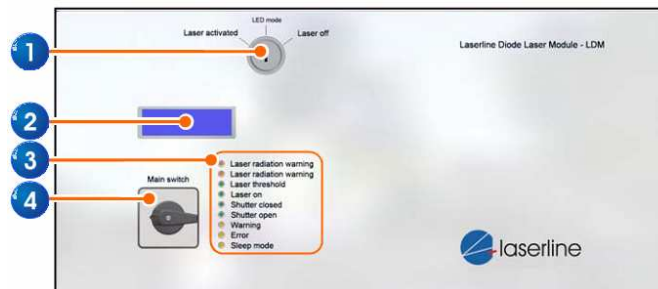 LED mode
Laser activated
Laser off
1
Laserline Diode Laser Module - LDM
2
3
Laser radiation warning
Laser radiation warning
Laser threshold
Laser on
Shutter closed
Shutter open
Warning
Error
Sleep mode
Main switch
4
laserline